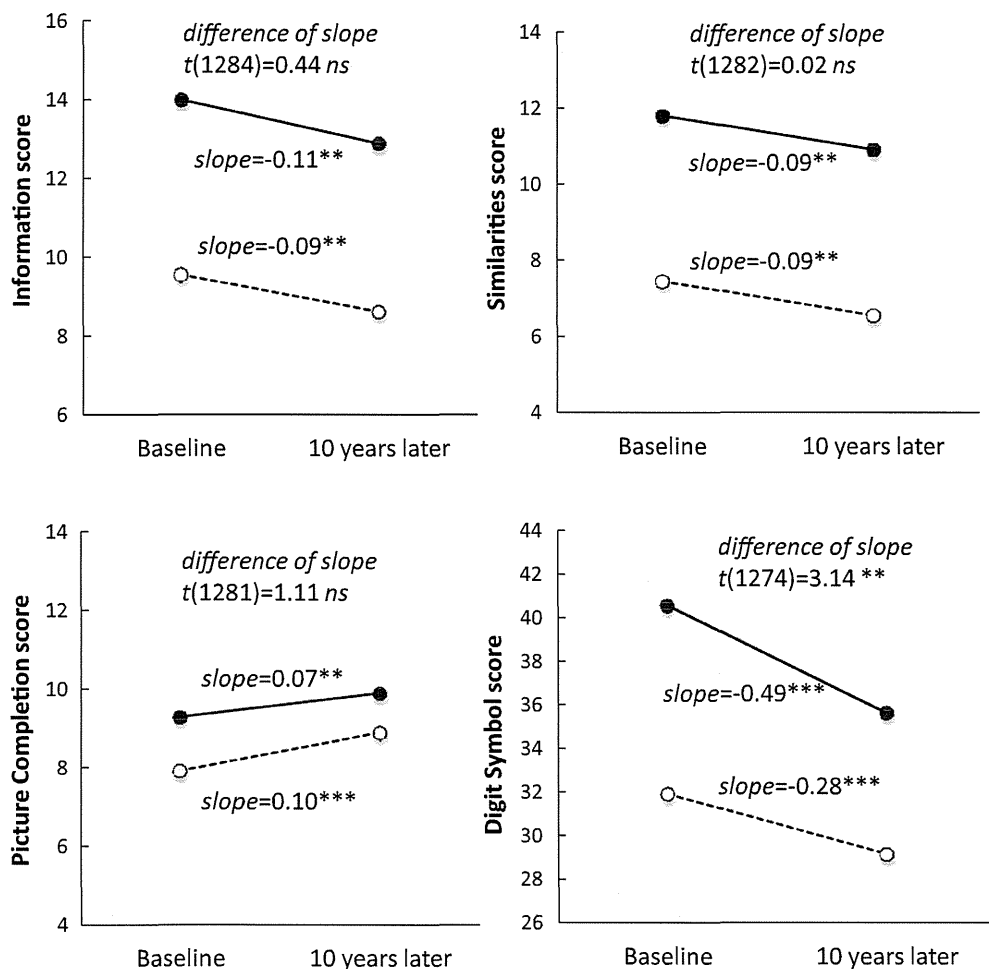 Information score
16
14
12
10
8
6
difference of slope
t(1284)=0.44 ns
slope=-0.11**
slope=-0.09**
Baseline
10 years later
Similarities score
14
12
10
8
6
4
difference of slope
t(1282)=0.02 ns
slope=-0.09**
slope=-0.09**
Baseline
10 years later
Picture Completion score
14
12
10
8
6
4
difference of slope
t(1281)=1.11 ns
slope=0.07**
slope=0.10***
Baseline
10 years later
Digit Symbol score
44
42
40
38
36
34
32
30
28
26
difference of slope
t(1274)=3.14 **
slope=-0.49***
slope=-0.28***
Baseline
10 years later